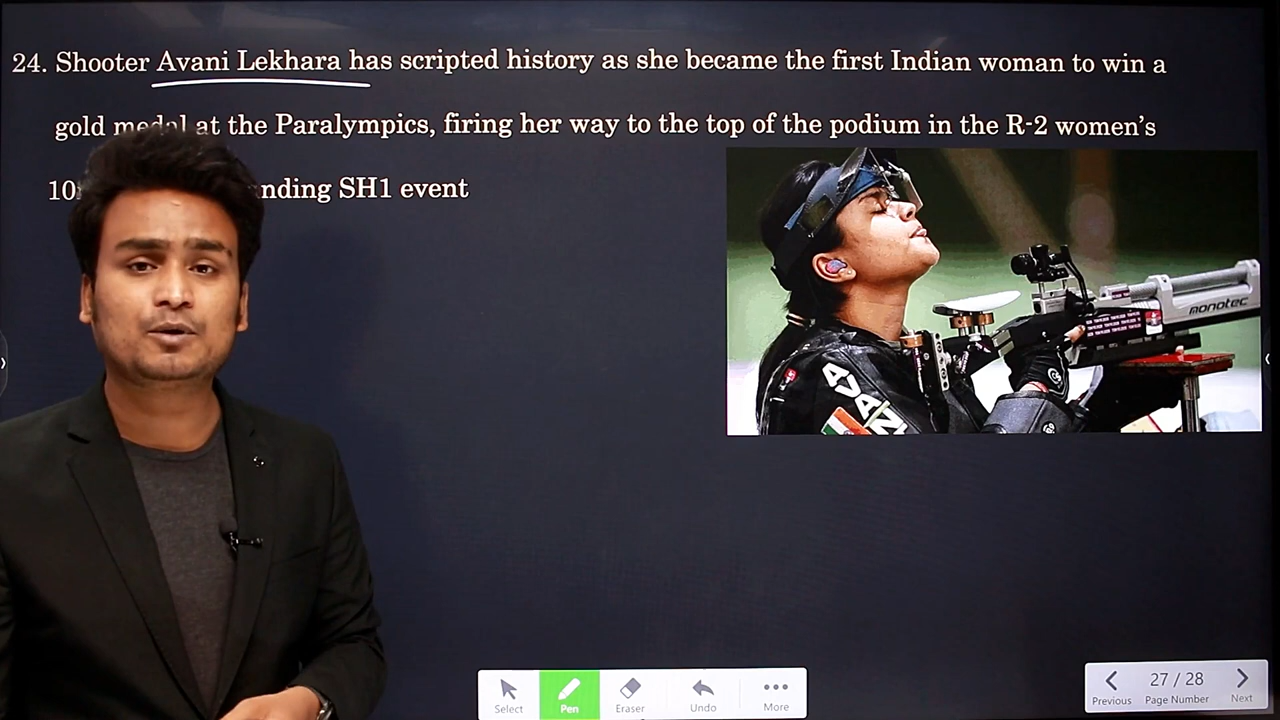 24. Shooter Avani Lekhara has scripted history as she became the first Indian woman to win a
gold medal at the Paralympics, firing her way to the top of the podium in the R-2 women's
10 nding SH1 event
monotec
AVANI
Select
Pen
Eraser
Undo
More
Previous
27 / 28
Page Number
Next